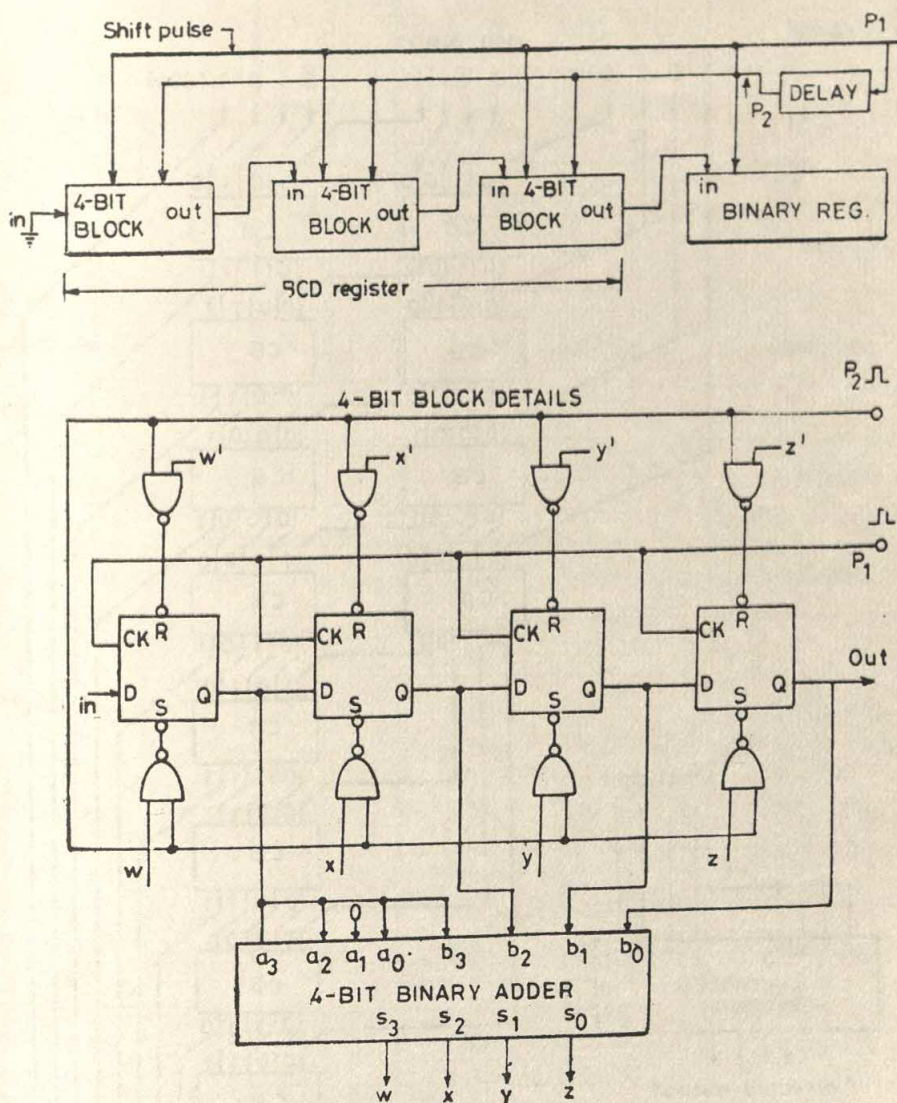 Shift pulse
P1
DELAY
P2
in
4-BIT
BLOCK
out
in 4-BIT
BLOCK
out
in 4-BIT
BLOCK
out
in
BINARY REG.
BCD register
4-BIT BLOCK DETAILS
P2
w' x' y' z'
P1
CK R
CK R
CK R
CK R
in D Q
S
D Q
S
D Q
S
D Q
S
Out
w x y z
0
a3 a2 a1 a0 b3 b2 b1 b0
4-BIT BINARY ADDER
s3 s2 s1 s0
w x y z